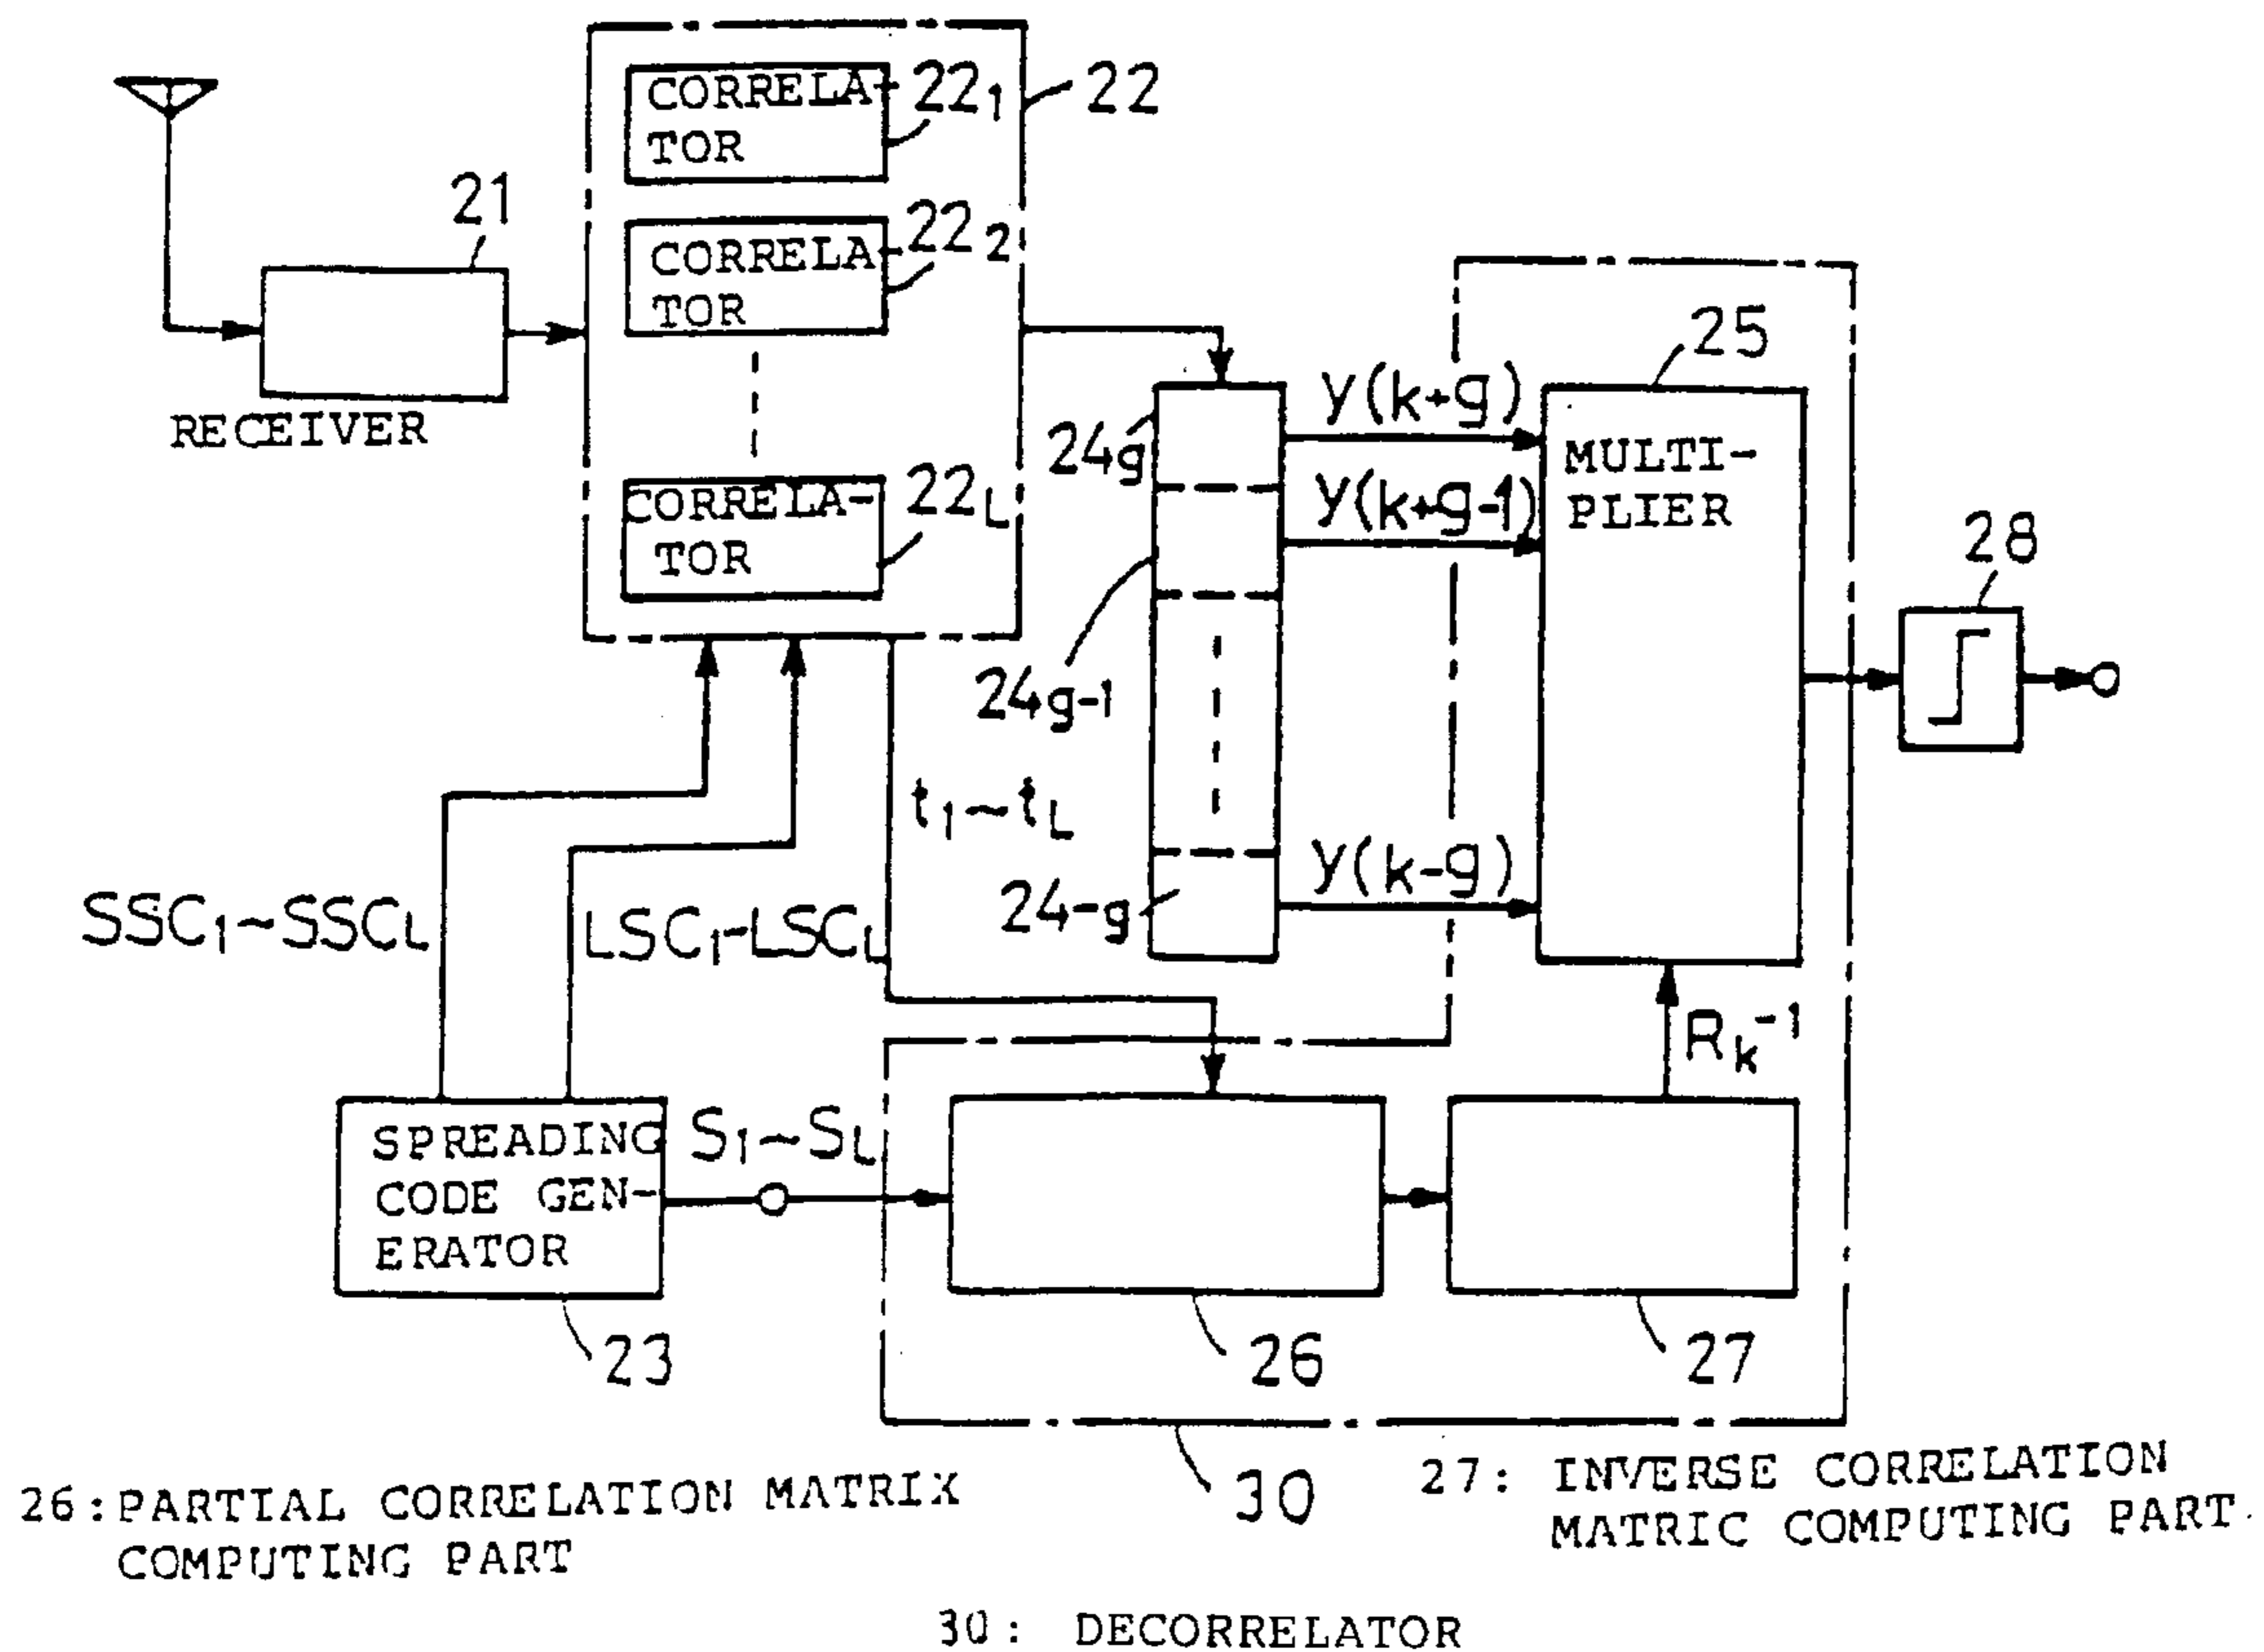 CORRELA-
TOR
22₁
22
CORRELA-
TOR
22₂
21
RECEIVER
CORRELA-
TOR
22L
25
MULTI-
PLIER
24g
y(k+g)
y(k+g-1)
28
24g-1
t₁~tL
y(k-g)
24-g
SSC₁~SSCL
LSC₁-LSCL
Rk⁻¹
SPREADING
CODE GEN-
ERATOR
S₁~SL
23
26
27
30
26:PARTIAL CORRELATION MATRIX
COMPUTING PART
27: INVERSE CORRELATION
MATRIC COMPUTING PART.
30: DECORRELATOR